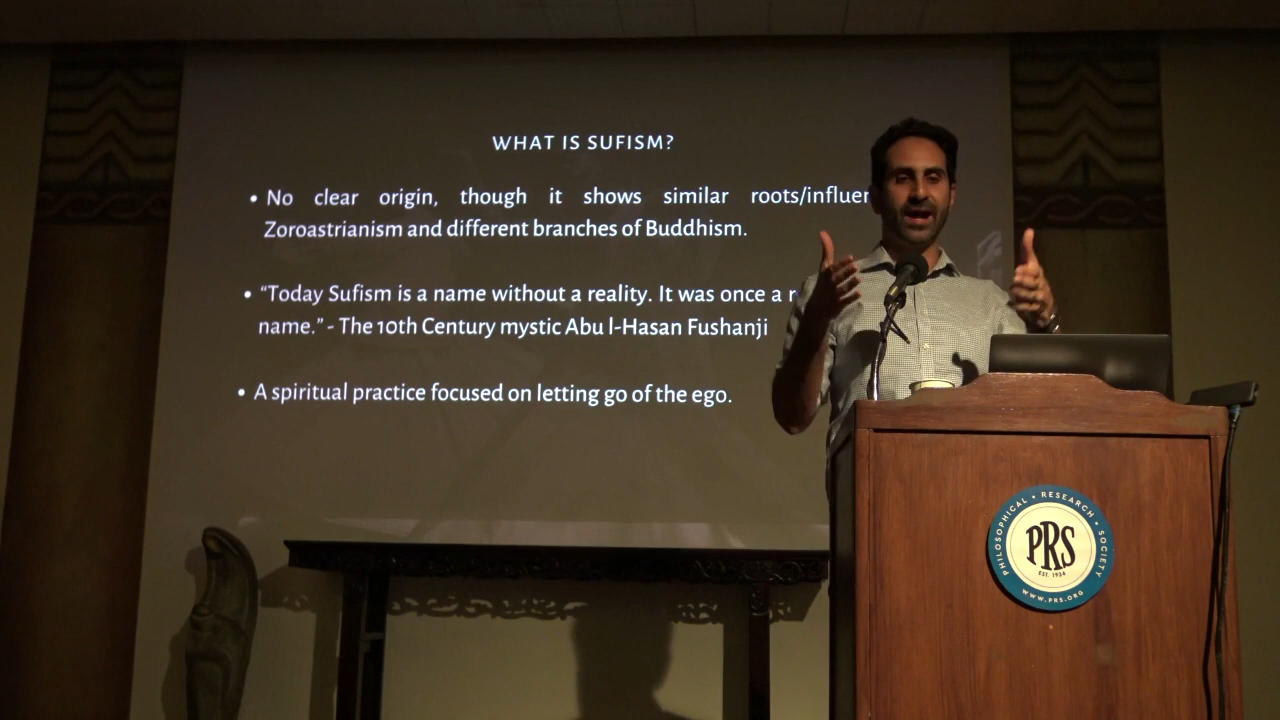 WHAT IS SUFISM?
• No clear origin, though it shows similar roots/influen
Zoroastrianism and different branches of Buddhism.
• “Today Sufism is a name without a reality. It was once a r
name.” - The 10th Century mystic Abu l-Hasan Fushanji
• A spiritual practice focused on letting go of the ego.
PHILOSOPHICAL • RESEARCH • SOCIETY
PRS
EST. 1934
WWW.PRS.ORG